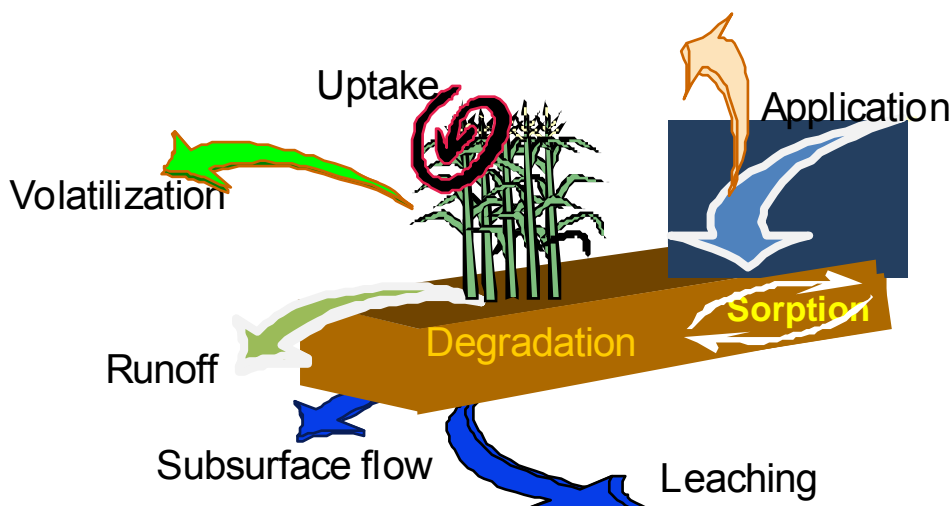 Uptake
Application
Volatilization
Sorption
Degradation
Runoff
Subsurface flow
Leaching